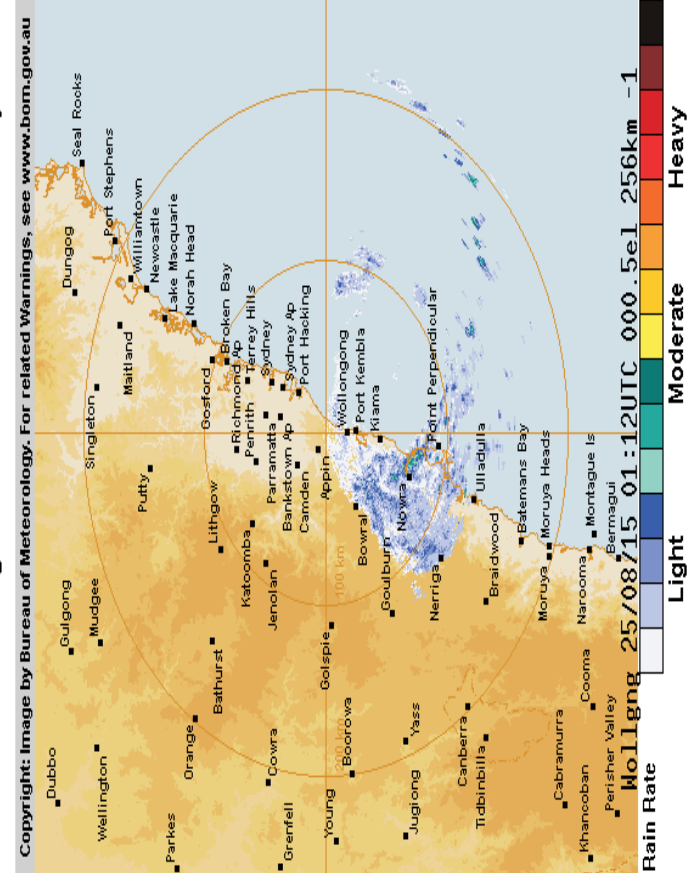 Copyright: Image by Bureau of Meteorology. For related Warnings, see www.bom.gov.au
Seal Rocks
Port Stephens
Dungog
Williamtown
Newcastle
Lake Macquarie
Norah Head
Maitland
Singleton
Broken Bay
Gosford
Terrey Hills
Richmond Ap
Sydney
Sydney Ap
Port Hacking
Penrith
Parramatta
Bankstown Ap
Camden
Appin
Putty
Lithgow
Katoomba
Jenolan
Gulgong
Mudgee
Bathurst
Orange
Dubbo
Wellington
Parkes
Cowra
Grenfell
Wollongong
Port Kembla
Kiama
Point Perpendicular
Bowral
Nowra
Goulburn
Nerriga
Golspie
100 km
Boorowa
Young
Yass
Jugiong
Canberra
Tidbinbilla
Braidwood
Ulladulla
Batemans Bay
Moruya Heads
Moruya
Montague Is
Narooma
Bermagui
Cooma
Cabramurra
Perisher Valley
Khancoban
Wollgng 25/08/15 01:12UTC 000.5el 256km -1
Rain Rate
Light
Moderate
Heavy